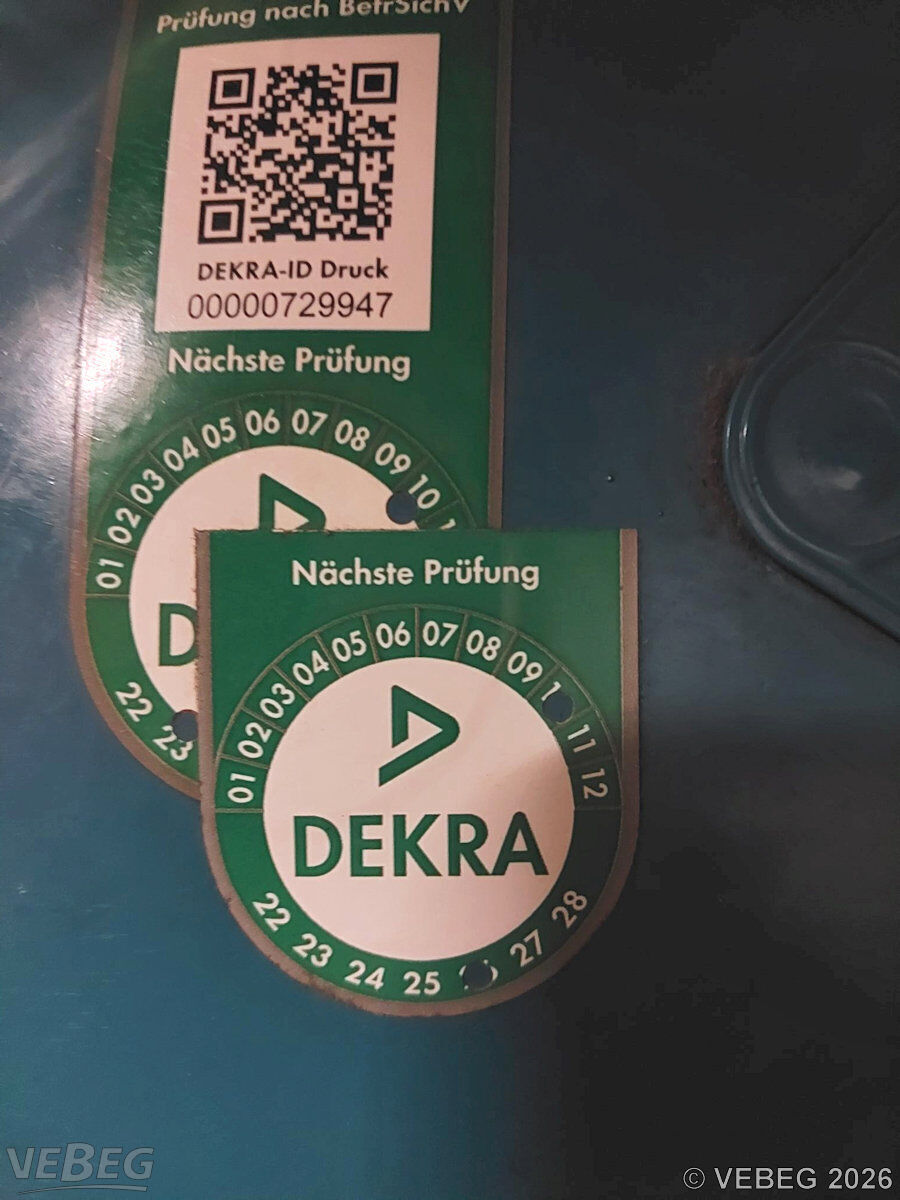 Prüfung nach BetrSichV
DEKRA-ID Druck
00000729947
Nächste Prüfung
01 02 03 04 05 06 07 08 09 10
D
22 23
Nächste Prüfung
01 02 03 04 05 06 07 08 09 11 12
DEKRA
22 23 24 25 27 28
VEBEG
© VEBEG 2026